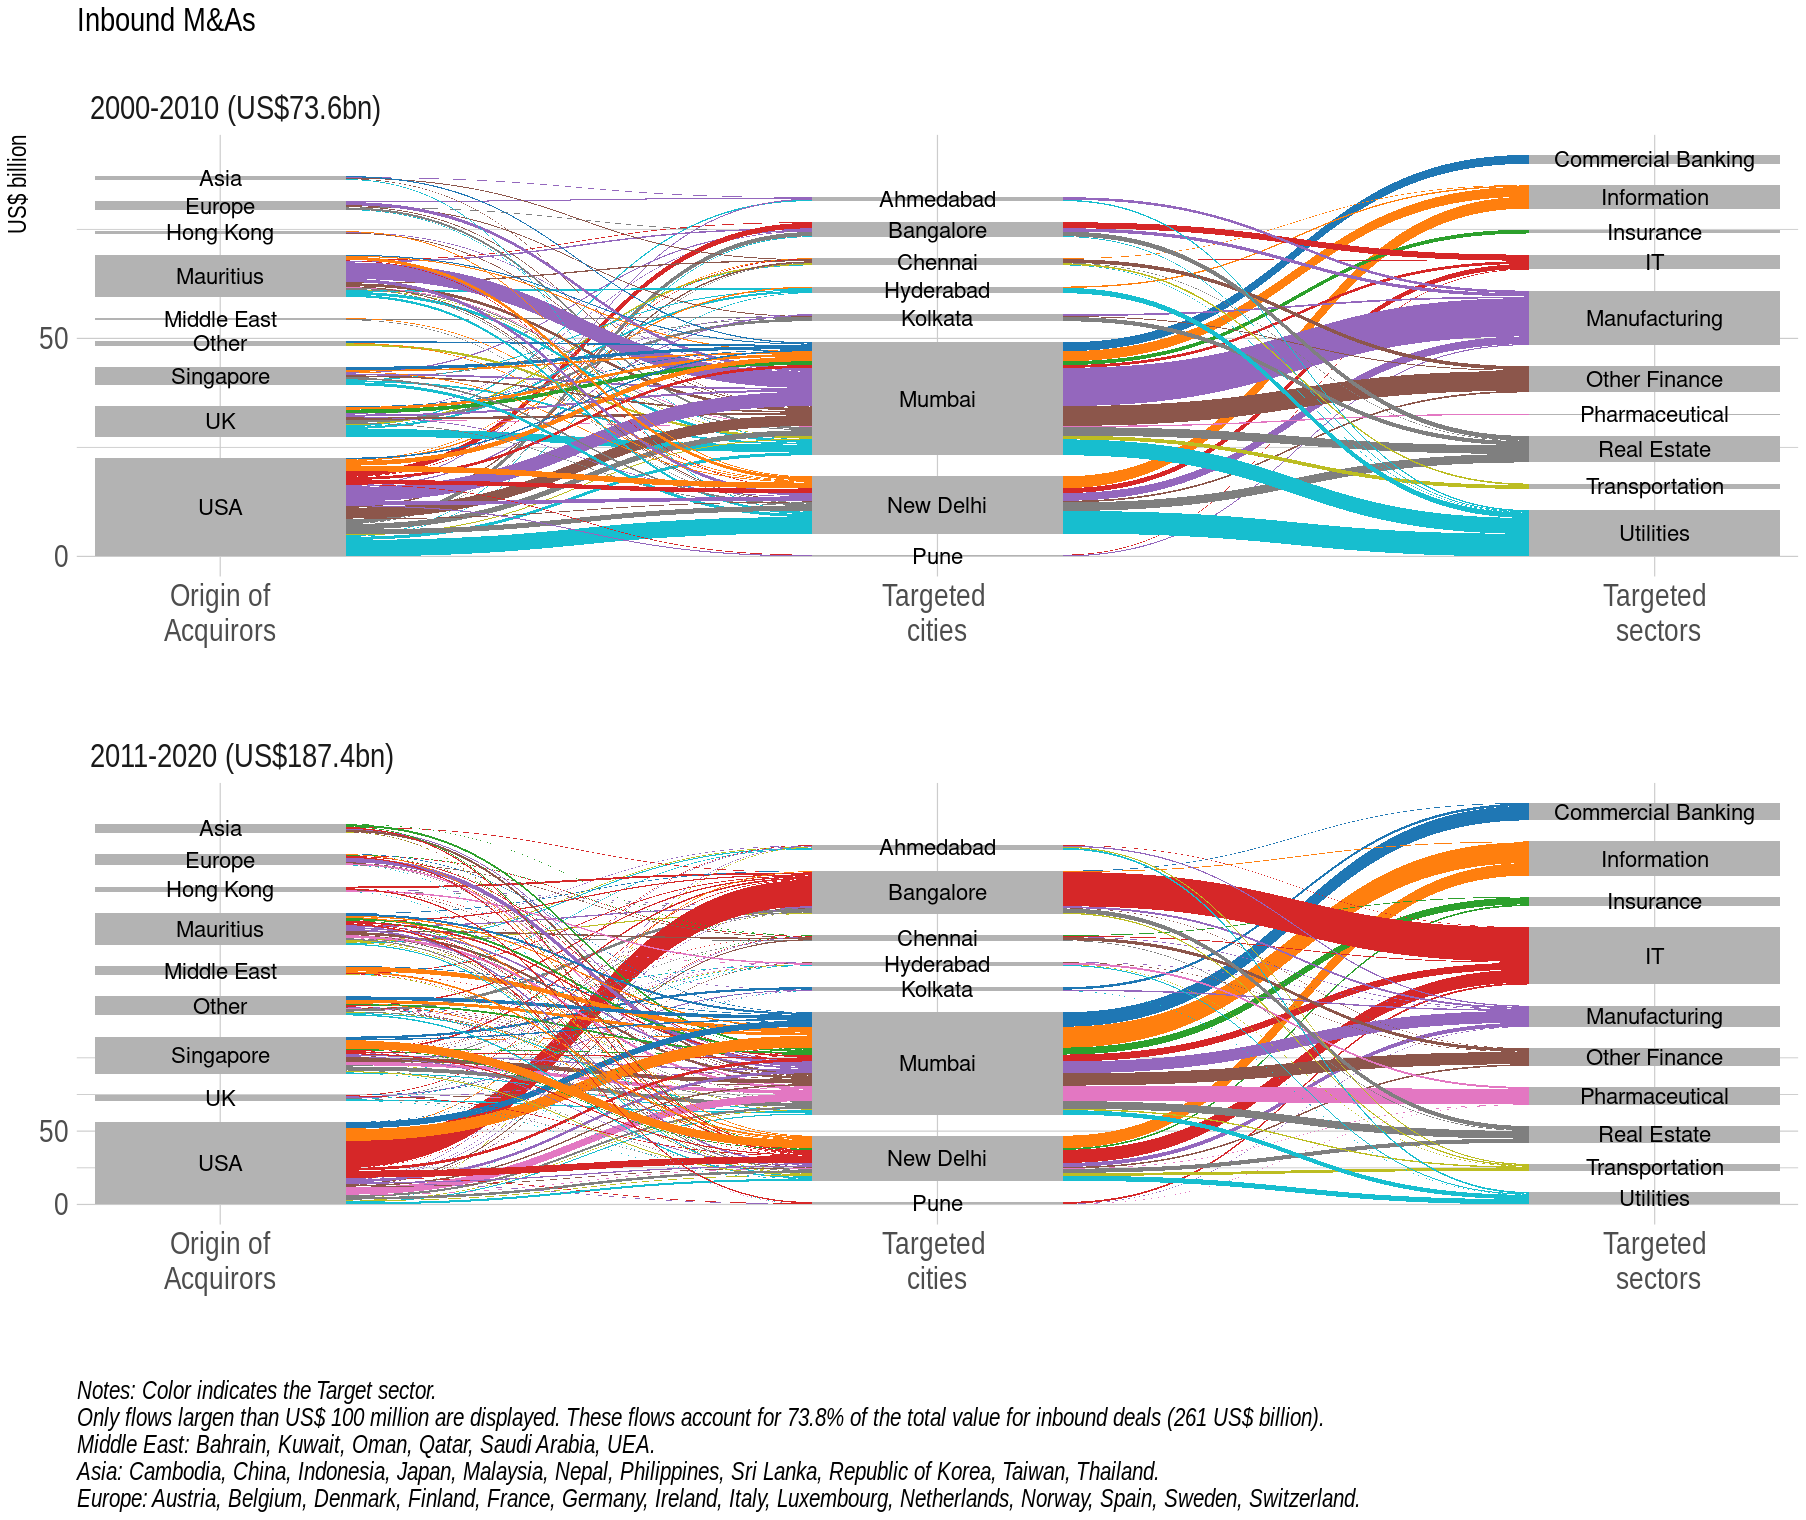 Inbound M&As
2000-2010 (US$73.6bn)
US$ billion
Asia
Europe
Hong Kong
Mauritius
Middle East
Other
Singapore
UK
USA
Ahmedabad
Bangalore
Chennai
Hyderabad
Kolkata
Mumbai
New Delhi
Pune
Commercial Banking
Information
Insurance
IT
Manufacturing
Other Finance
Pharmaceutical
Real Estate
Transportation
Utilities
50
0
Origin of
Acquirors
Targeted
cities
Targeted
sectors
2011-2020 (US$187.4bn)
Asia
Europe
Hong Kong
Mauritius
Middle East
Other
Singapore
UK
USA
Ahmedabad
Bangalore
Chennai
Hyderabad
Kolkata
Mumbai
New Delhi
Pune
Commercial Banking
Information
Insurance
IT
Manufacturing
Other Finance
Pharmaceutical
Real Estate
Transportation
Utilities
50
0
Origin of
Acquirors
Targeted
cities
Targeted
sectors
Notes: Color indicates the Target sector.
Only flows largen than US$ 100 million are displayed. These flows account for 73.8% of the total value for inbound deals (261 US$ billion).
Middle East: Bahrain, Kuwait, Oman, Qatar, Saudi Arabia, UEA.
Asia: Cambodia, China, Indonesia, Japan, Malaysia, Nepal, Philippines, Sri Lanka, Republic of Korea, Taiwan, Thailand.
Europe: Austria, Belgium, Denmark, Finland, France, Germany, Ireland, Italy, Luxembourg, Netherlands, Norway, Spain, Sweden, Switzerland.